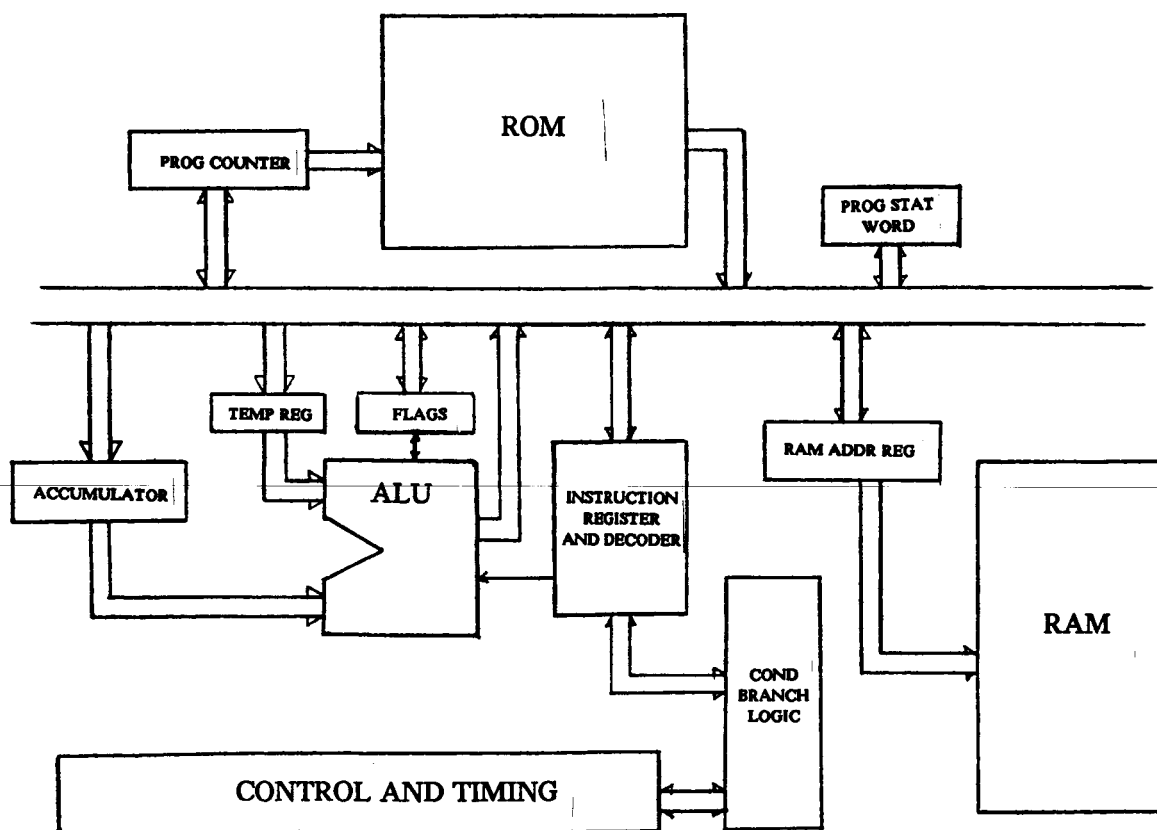 ROM
PROG COUNTER
PROG STAT
WORD
TEMP REG
FLAGS
RAM ADDR REG
ACCUMULATOR
ALU
INSTRUCTION
REGISTER
AND DECODER
RAM
COND
BRANCH
LOGIC
CONTROL AND TIMING